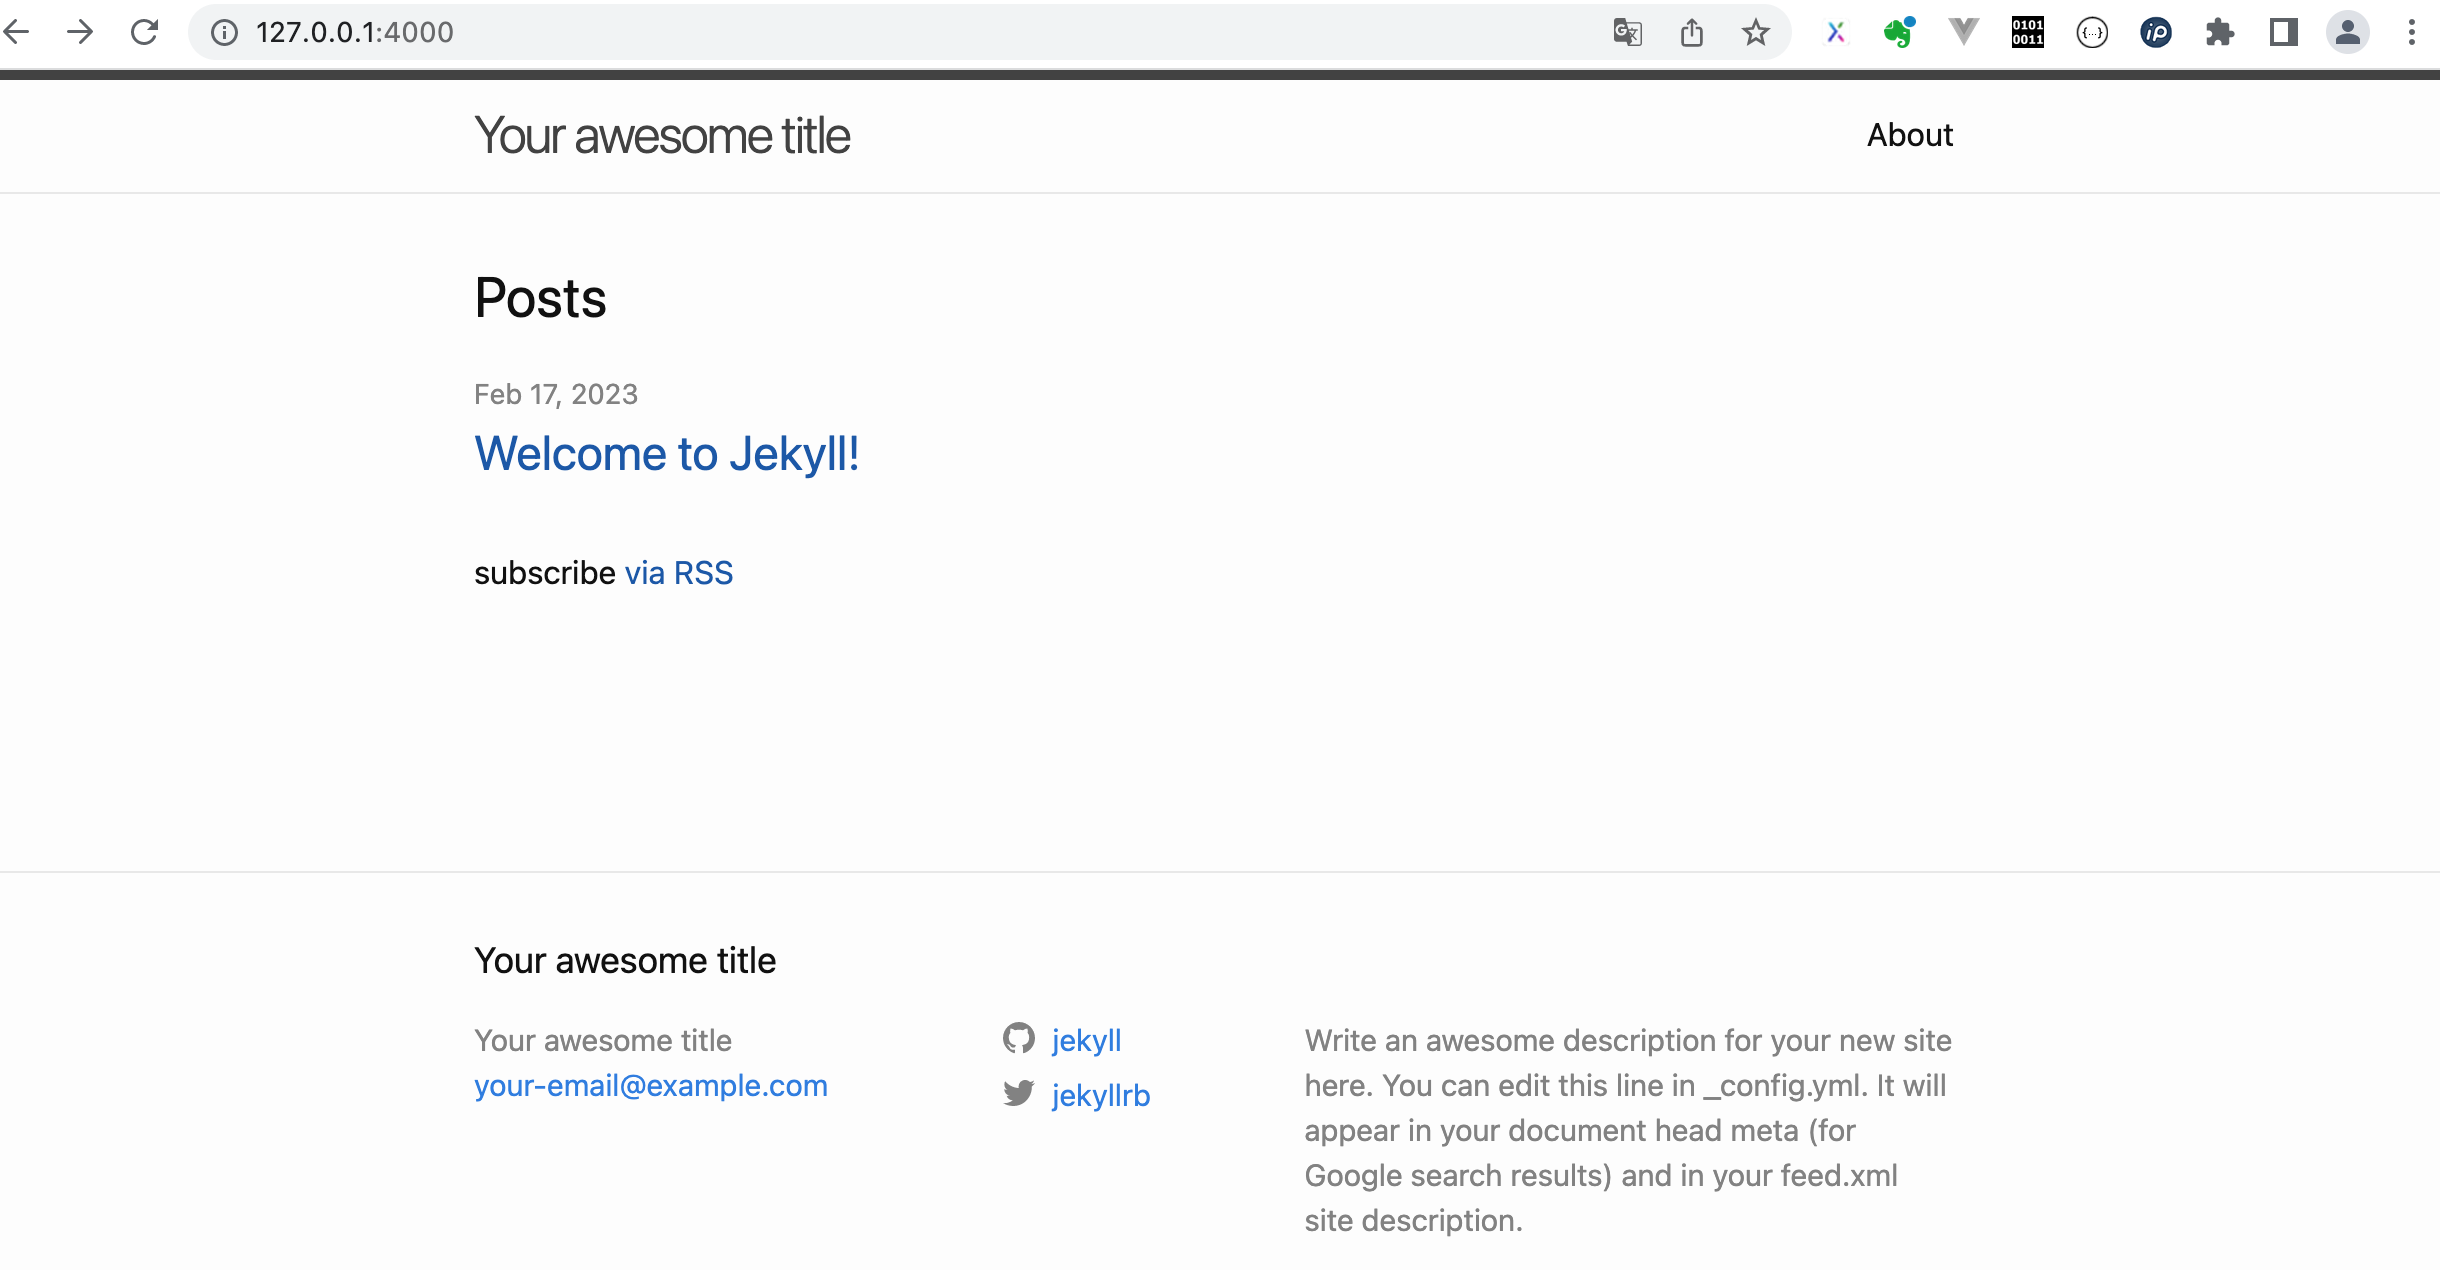 127.0.0.1:4000
0101
0011
{...}
ip
Your awesome title
About
Posts
Feb 17, 2023
Welcome to Jekyll!
subscribe via RSS
Your awesome title
Your awesome title
your-email@example.com
jekyll
jekyllrb
Write an awesome description for your new site
here. You can edit this line in _config.yml. It will
appear in your document head meta (for
Google search results) and in your feed.xml
site description.